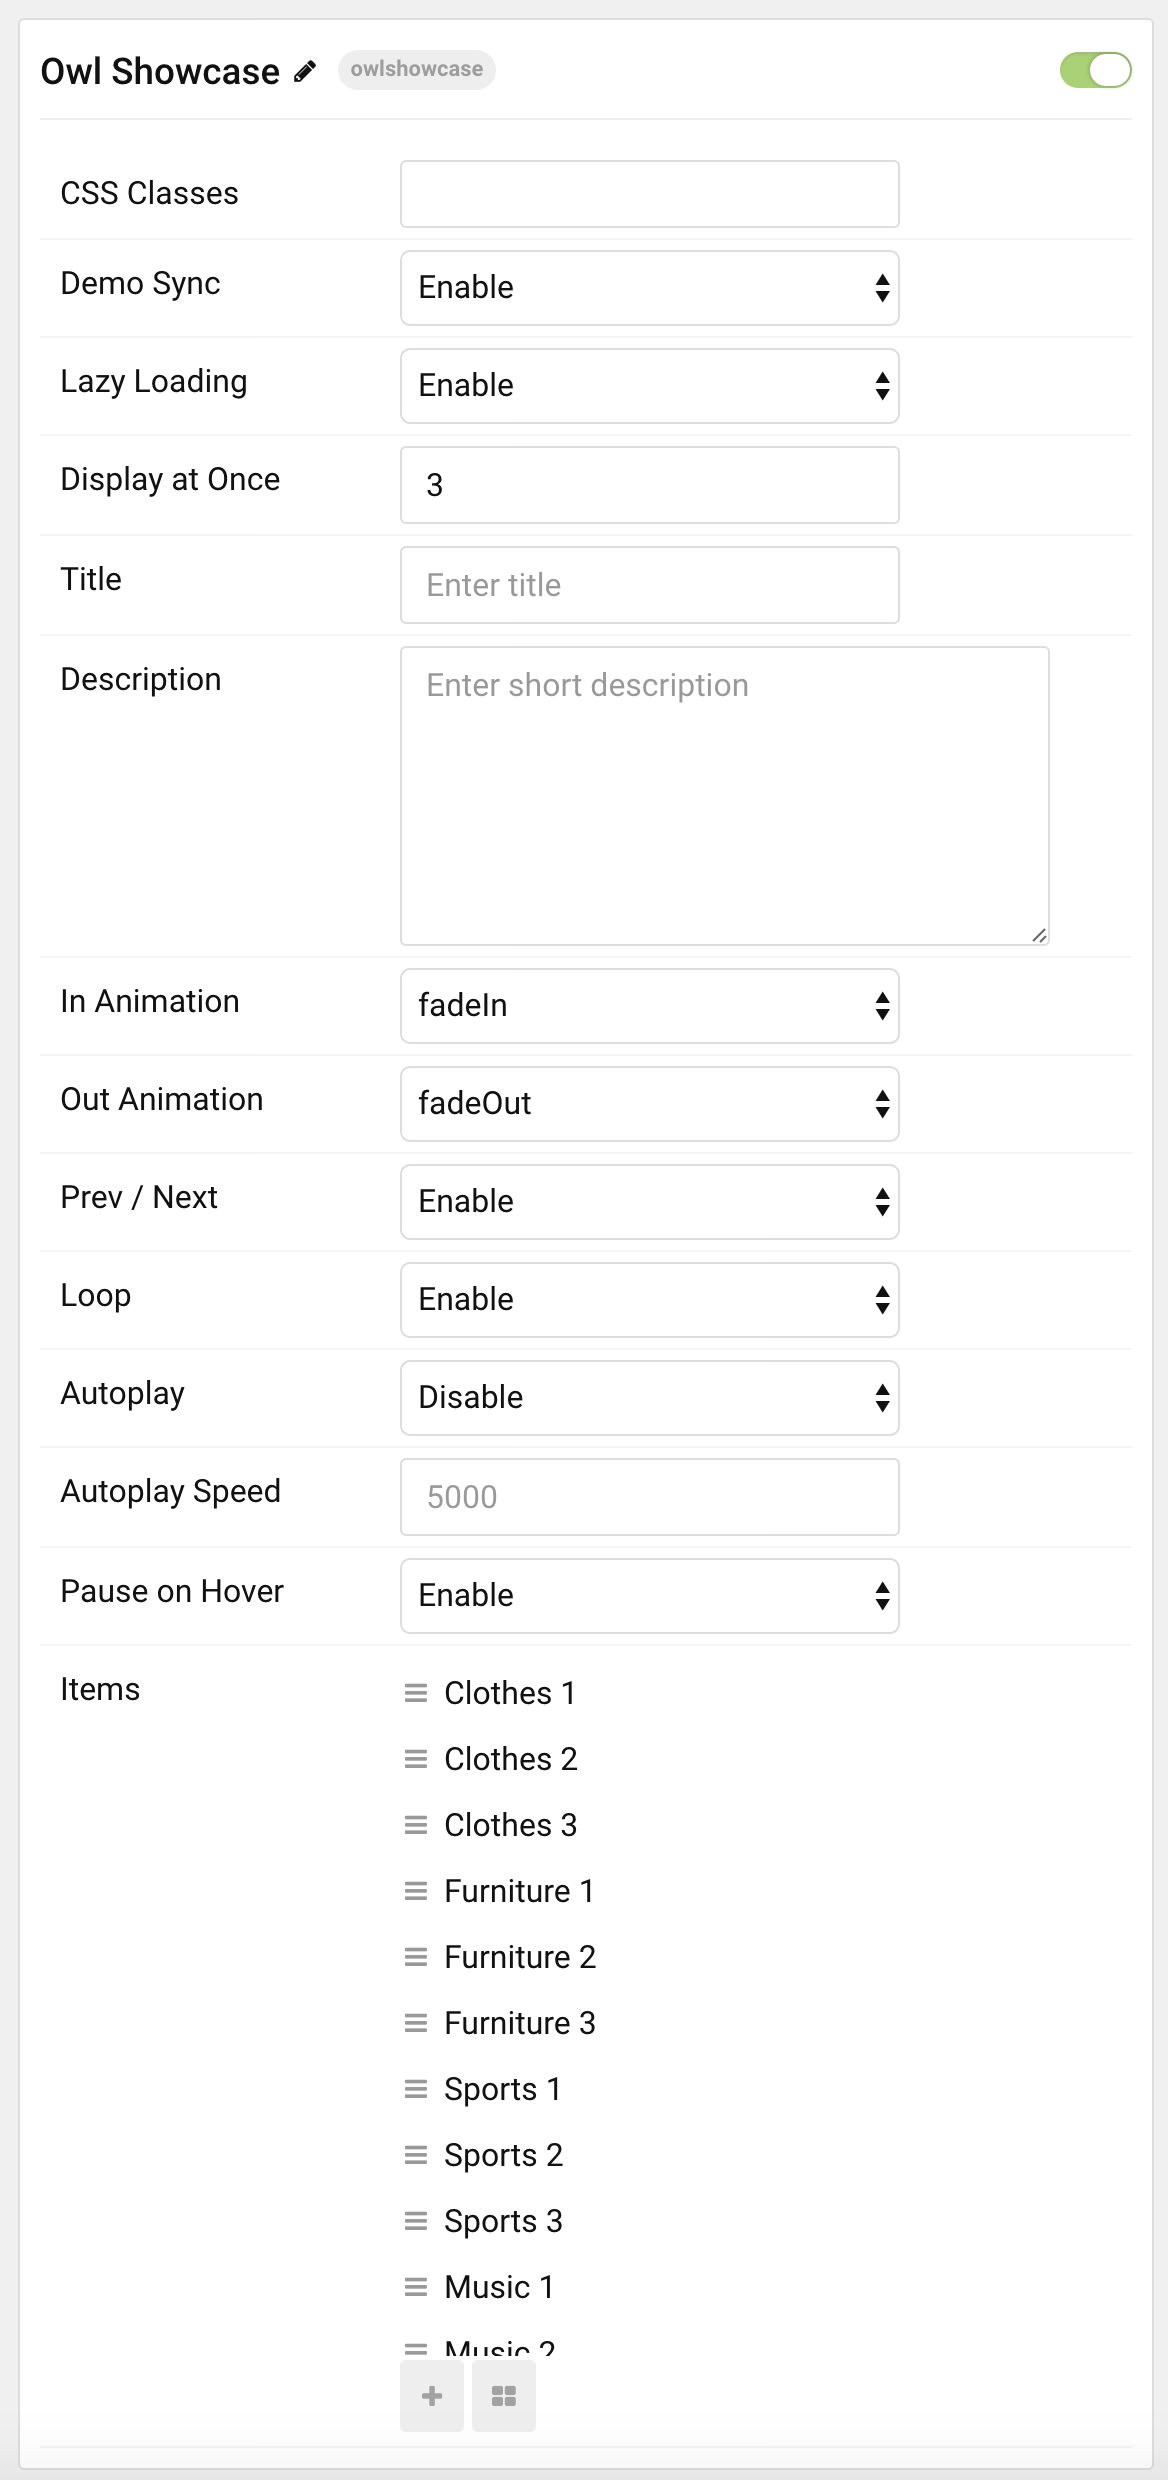 Owl Showcase owlshowcase
CSS Classes
Demo Sync Enable
Lazy Loading Enable
Display at Once 3
Title Enter title
Description Enter short description
In Animation fadeIn
Out Animation fadeOut
Prev / Next Enable
Loop Enable
Autoplay Disable
Autoplay Speed 5000
Pause on Hover Enable
Items Clothes 1
Clothes 2
Clothes 3
Furniture 1
Furniture 2
Furniture 3
Sports 1
Sports 2
Sports 3
Music 1
Music 2